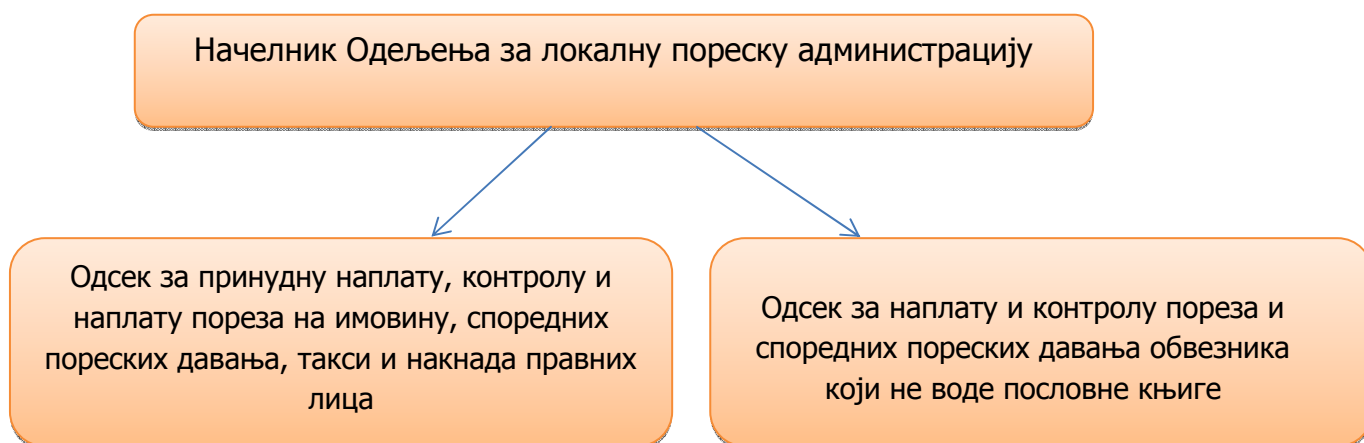 Начелник Одељења за локалну пореску администрацију
Одсек за принудну наплату, контролу и
наплату пореза на имовину, споредних
пореских давања, такси и накнада правних
лица
Одсек за наплату и контролу пореза и
споредних пореских давања обвезника
који не воде пословне књиге